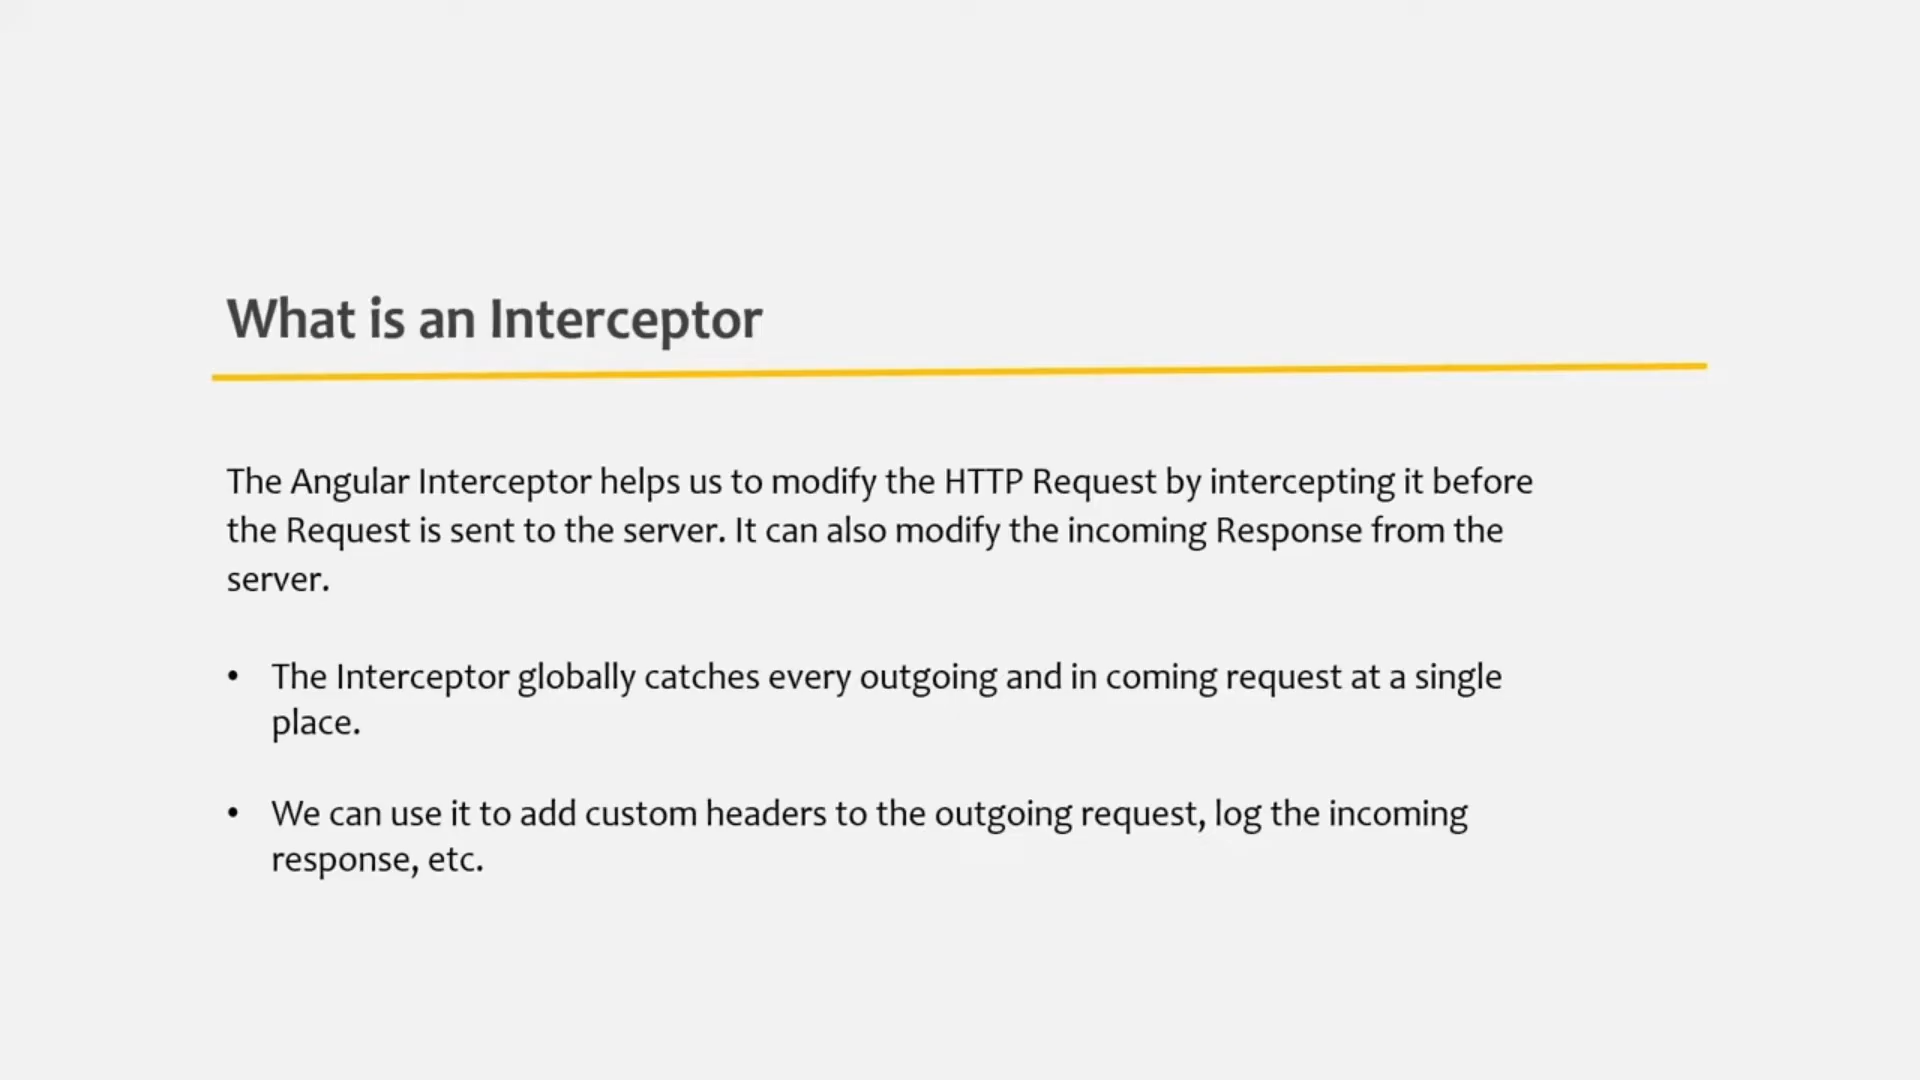 What is an Interceptor
The Angular Interceptor helps us to modify the HTTP Request by intercepting it before
the Request is sent to the server. It can also modify the incoming Response from the
server.
• The Interceptor globally catches every outgoing and in coming request at a single
place.
• We can use it to add custom headers to the outgoing request, log the incoming
response, etc.